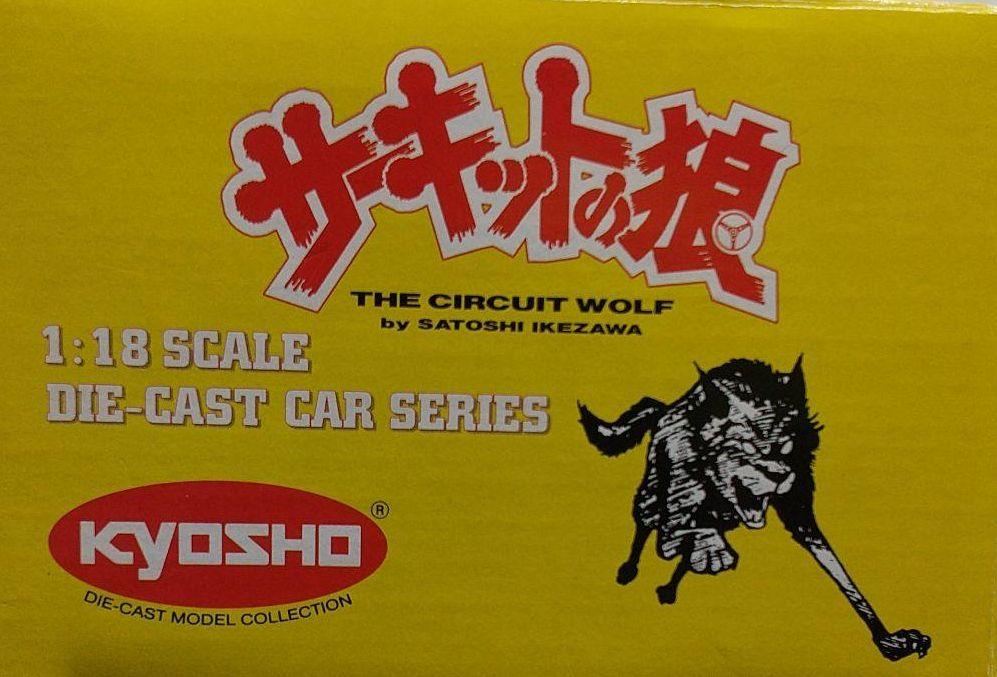 サーキットの狼
THE CIRCUIT WOLF
by SATOSHI IKEZAWA
1:18 SCALE
DIE-CAST CAR SERIES
KYOSHO ®
DIE-CAST MODEL COLLECTION